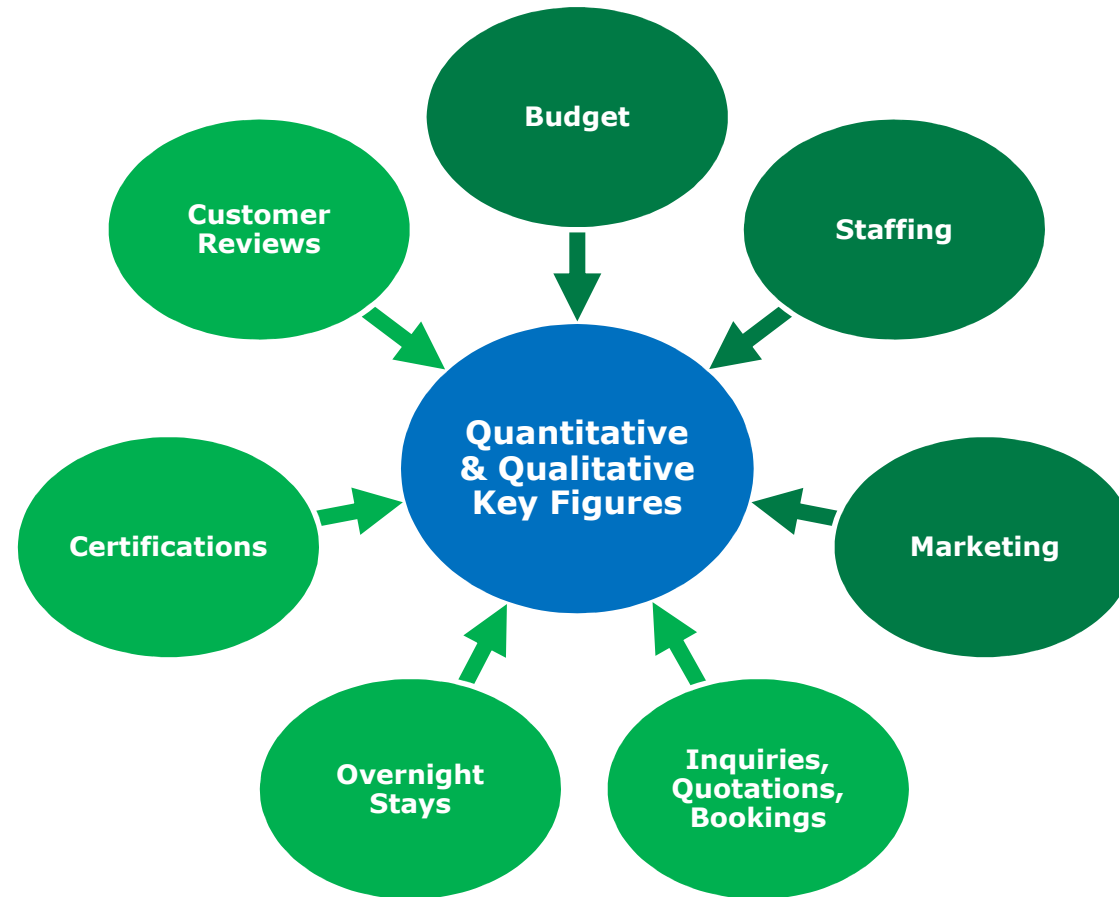 Budget
Customer
Reviews
Staffing
Quantitative
& Qualitative
Key Figures
Certifications
Marketing
Overnight
Stays
Inquiries,
Quotations,
Bookings